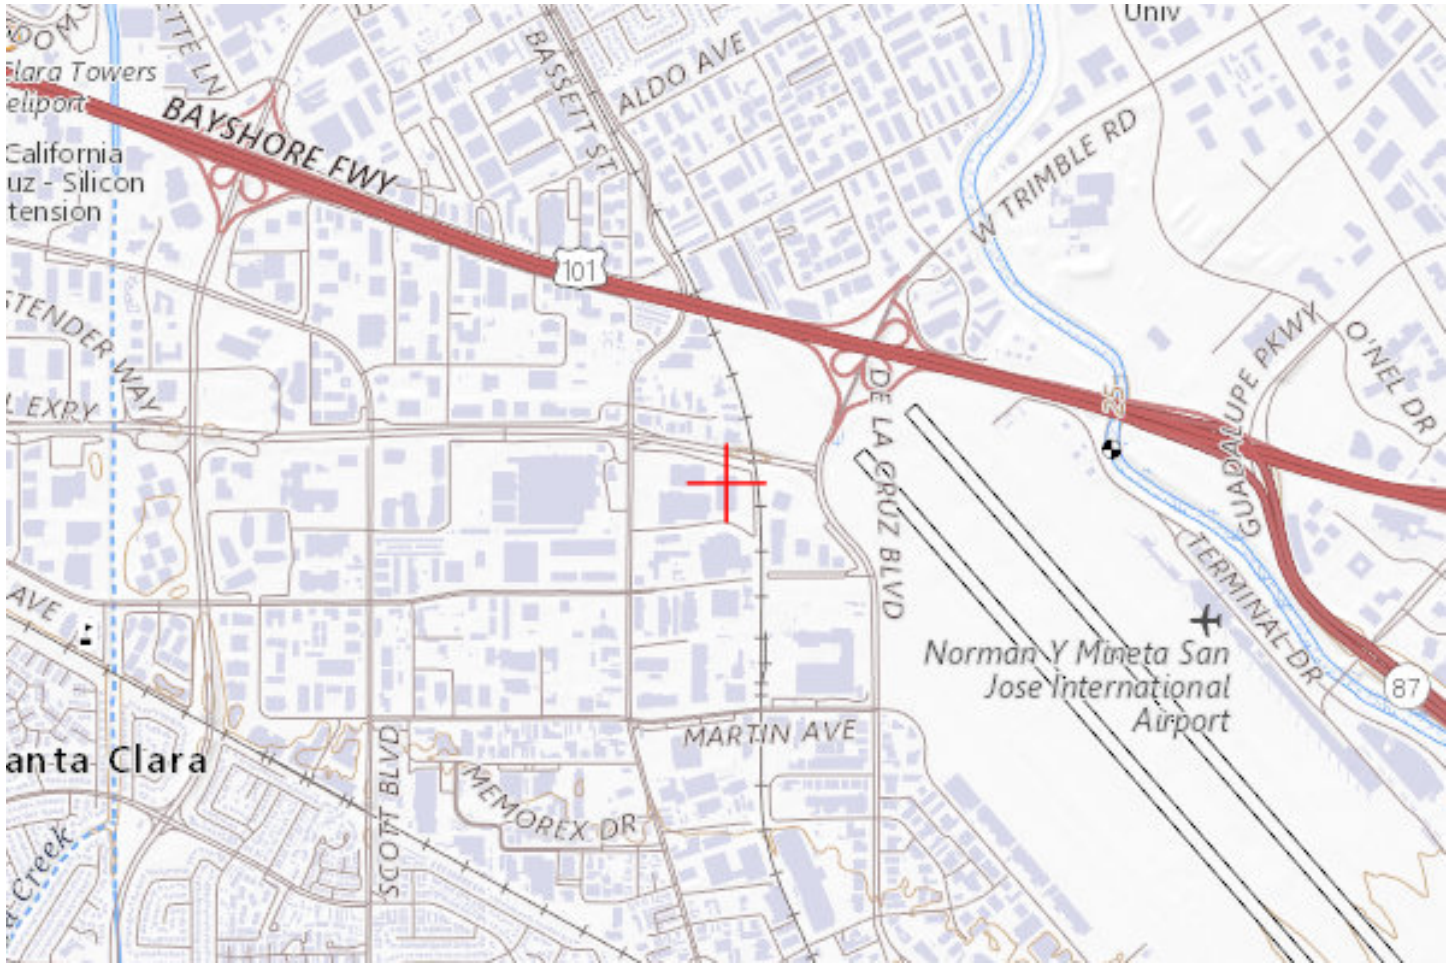 Univ
BASSETT ST
ALDO AVE
BAYSHORE FWY
W TRIMBLE RD
lara Towers
eliport
California
uz - Silicon
tension
101
GUADALUPE PKWY
O'NEL DR
TENDER WAY
L EXPY
DE LA CRUZ BLVD
25
TERMINAL DR
AVE
Norman Y Mineta San
Jose International
Airport
87
MARTIN AVE
anta Clara
SCOTT BLVD
MEMOREX DR
Creek